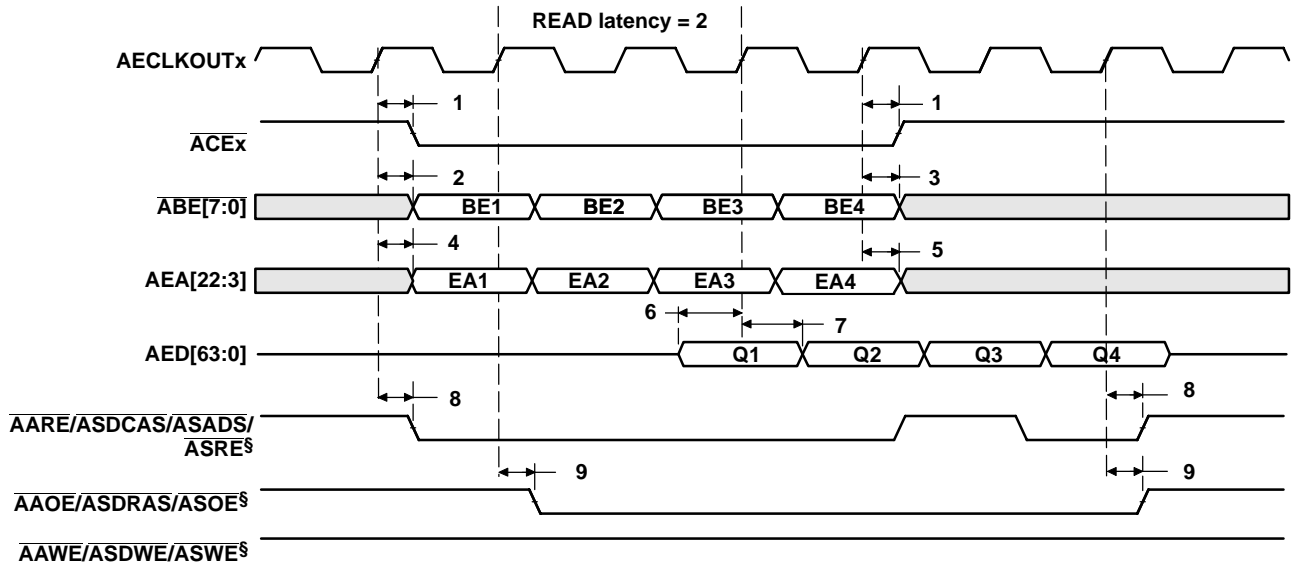 READ latency = 2
AECLKOUTx
1
1
ACEx
2
3
ABE[7:0]
BE1
BE2
BE3
BE4
4
5
AEA[22:3]
EA1
EA2
EA3
EA4
6
7
AED[63:0]
Q1
Q2
Q3
Q4
8
8
AARE/ASDCAS/ASADS/
ASRE§
9
9
AAOE/ASDRAS/ASOE§
AAWE/ASDWE/ASWE§